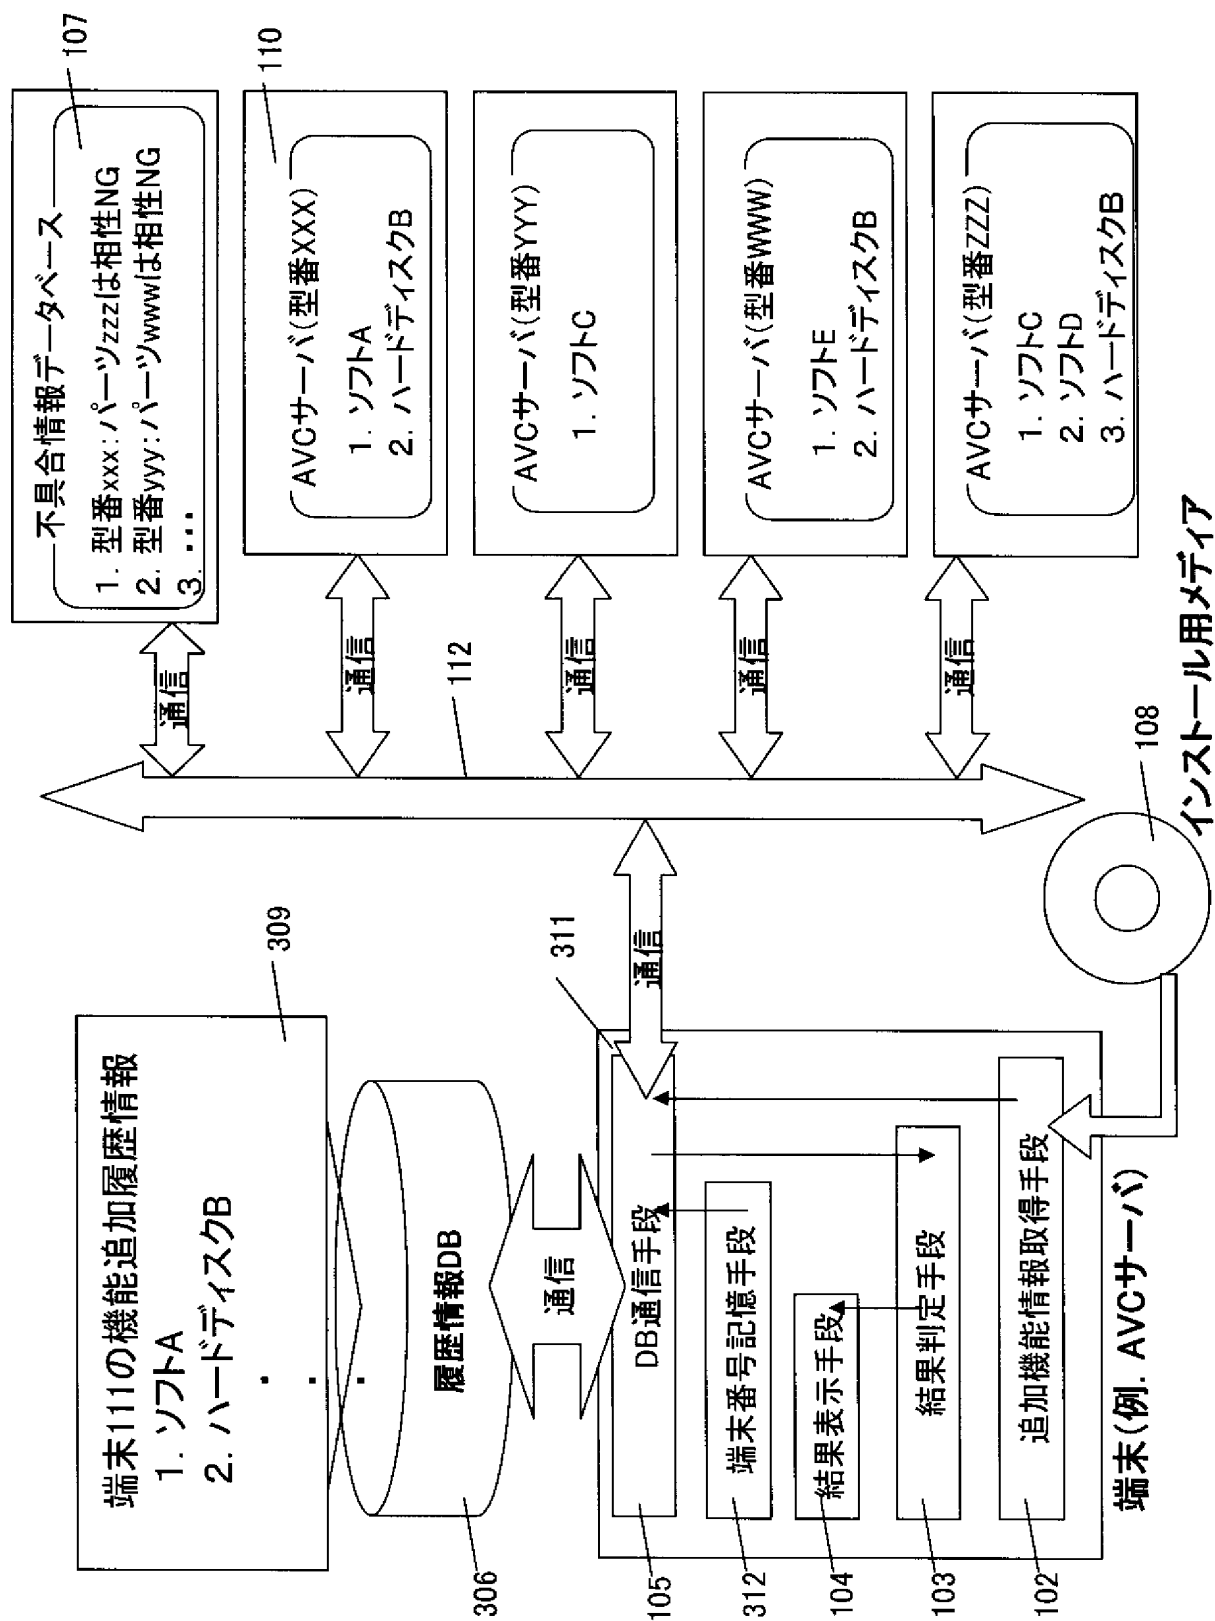 端末111の機能追加履歴情報
1. ソフトA
2. ハードディスクB
・・・
309
履歴情報DB
306
通信
311
DB通信手段
105
端末番号記憶手段
312
結果表示手段
104
結果判定手段
103
追加機能情報取得手段
102
端末(例. AVCサーバ)
通信
112
108
インストール用メディア
通信
通信
通信
通信
通信
不具合情報データベース
1. 型番xxx:パーツzzzは相性NG
2. 型番yyy:パーツwwwは相性NG
3. ・・・
107
AVCサーバ(型番XXX)
1. ソフトA
2. ハードディスクB
110
AVCサーバ(型番YYY)
1. ソフトC
AVCサーバ(型番WWW)
1. ソフトE
2. ハードディスクB
AVCサーバ(型番ZZZ)
1. ソフトC
2. ソフトD
3. ハードディスクB